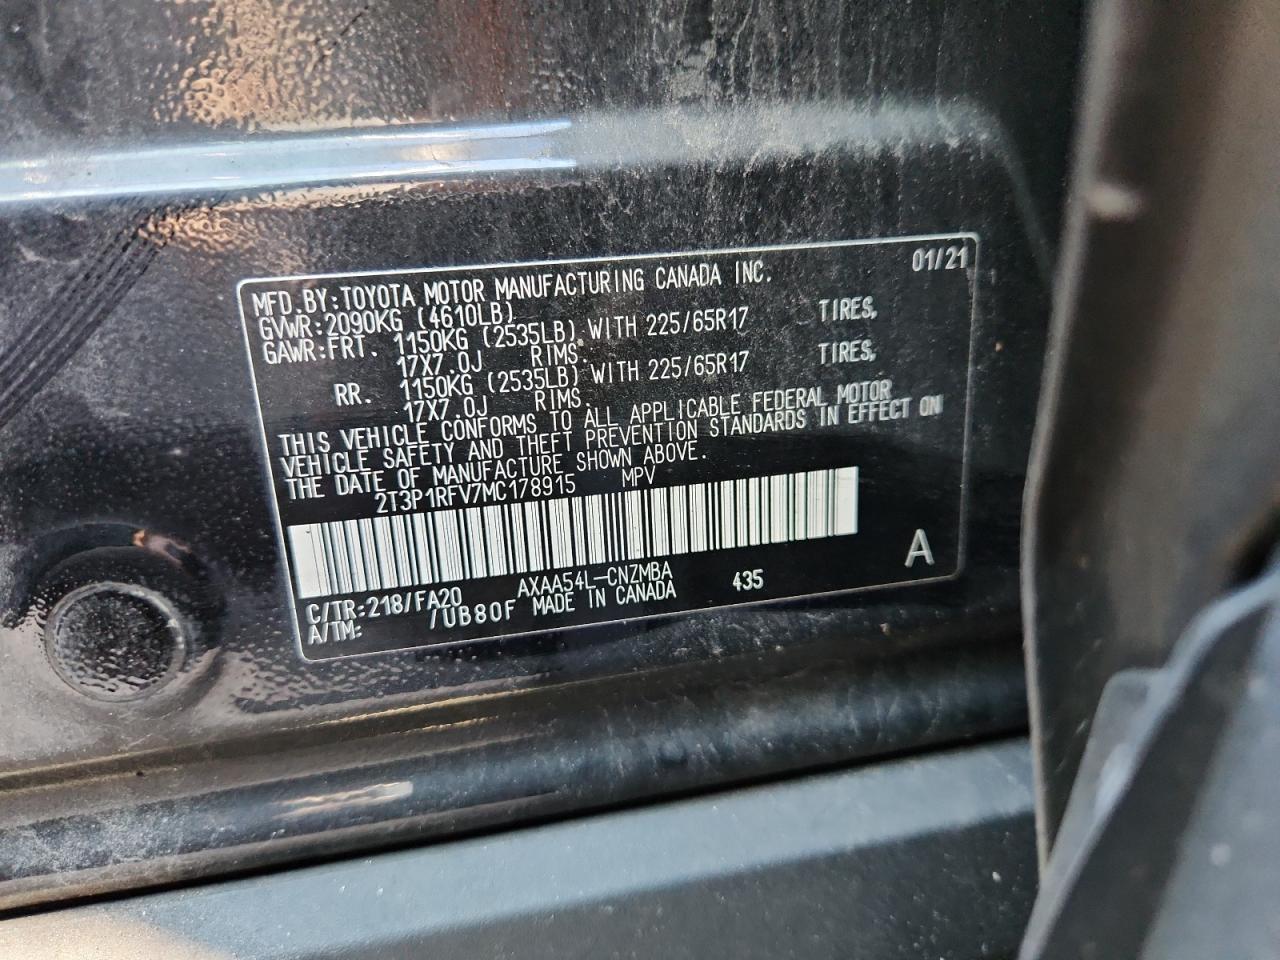 01/21
MFD.BY:TOYOTA MOTOR MANUFACTURING CANADA INC.
GVWR:2090KG (4610LB)
GAWR:FRT. 1150KG (2535LB) WITH 225/65R17 TIRES,
17X7.0J RIMS.
RR. 1150KG (2535LB) WITH 225/65R17 TIRES,
17X7.0J RIMS.
THIS VEHICLE CONFORMS TO ALL APPLICABLE FEDERAL MOTOR
VEHICLE SAFETY AND THEFT PREVENTION STANDARDS IN EFFECT ON
THE DATE OF MANUFACTURE SHOWN ABOVE.
2T3P1RFV7MC178915 MPV
A
C/TR:218/FA20 AXAA54L-CNZMBA 435
A/TM: /UB80F MADE IN CANADA